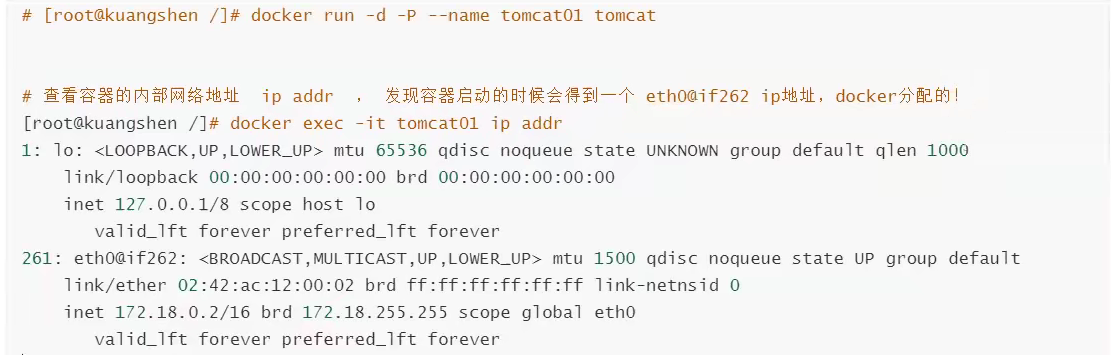 # [root@kuangshen /]# docker run -d -P --name tomcat01 tomcat
# 查看容器的内部网络地址  ip addr  ， 发现容器启动的时候会得到一个 eth0@if262 ip地址，docker分配的！
[root@kuangshen /]# docker exec -it tomcat01 ip addr
1: lo: <LOOPBACK,UP,LOWER_UP> mtu 65536 qdisc noqueue state UNKNOWN group default qlen 1000
    link/loopback 00:00:00:00:00:00 brd 00:00:00:00:00:00
    inet 127.0.0.1/8 scope host lo
       valid_lft forever preferred_lft forever
261: eth0@if262: <BROADCAST,MULTICAST,UP,LOWER_UP> mtu 1500 qdisc noqueue state UP group default
    link/ether 02:42:ac:12:00:02 brd ff:ff:ff:ff:ff:ff link-netnsid 0
    inet 172.18.0.2/16 brd 172.18.255.255 scope global eth0
       valid_lft forever preferred_lft forever